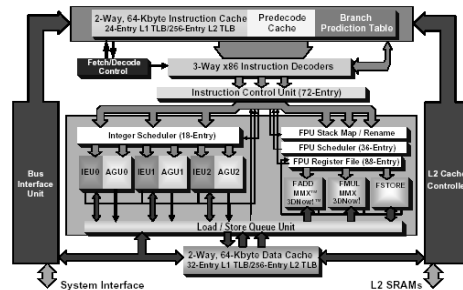 2-Way, 64-Kbyte Instruction Cache
24-Entry L1 TLB/256-Entry L2 TLB
Predecode
Cache
Branch
Prediction Table
Fetch/Decode
Control
3-Way x86 Instruction Decoders
Instruction Control Unit (72-Entry)
Bus
Interface
Unit
Integer Scheduler (18-Entry)
FPU Stack Map / Rename
FPU Scheduler (36-Entry)
FPU Register File (88-Entry)
L2 Cache
Controller
IEU0
AGU0
IEU1
AGU1
IEU2
AGU2
FADD
MMX™
3DNow!™
FMUL
MMX
3DNow!
FSTORE
Load / Store Queue Unit
2-Way, 64-Kbyte Data Cache
32-Entry L1 TLB/256-Entry L2 TLB
System Interface
L2 SRAMs